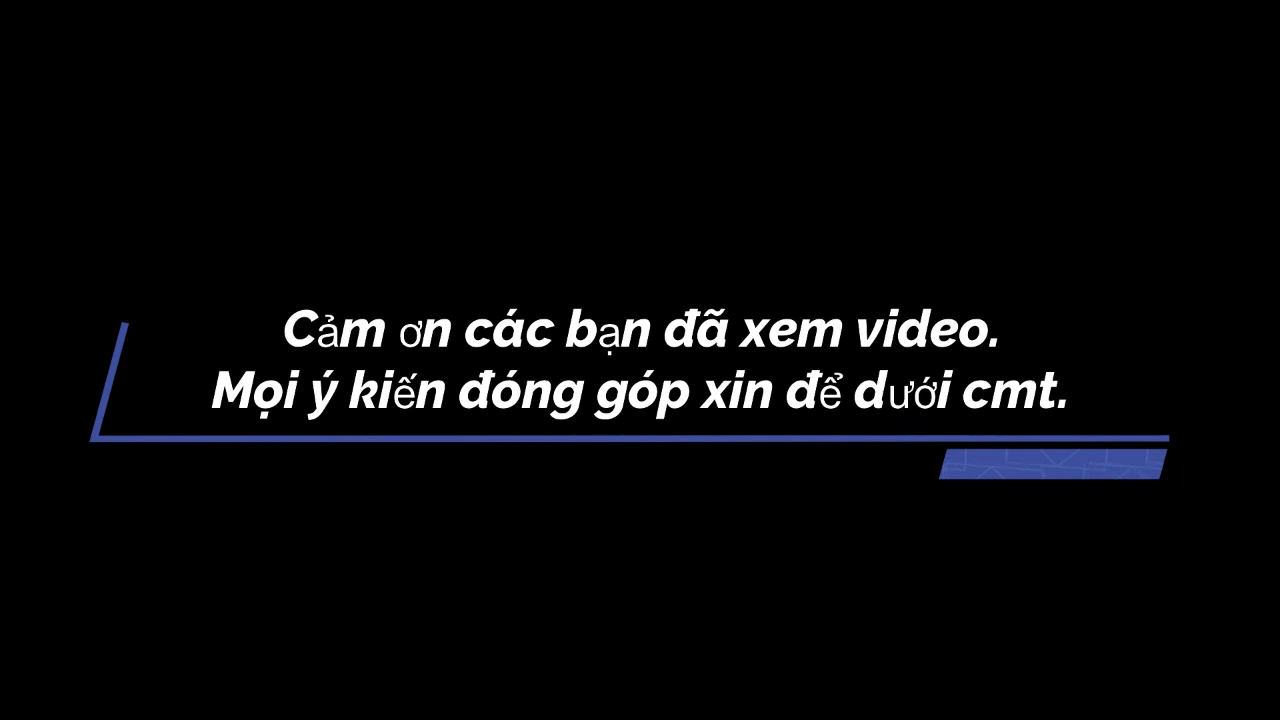 Cảm ơn các bạn đã xem video.
Mọi ý kiến đóng góp xin để dưới cmt.